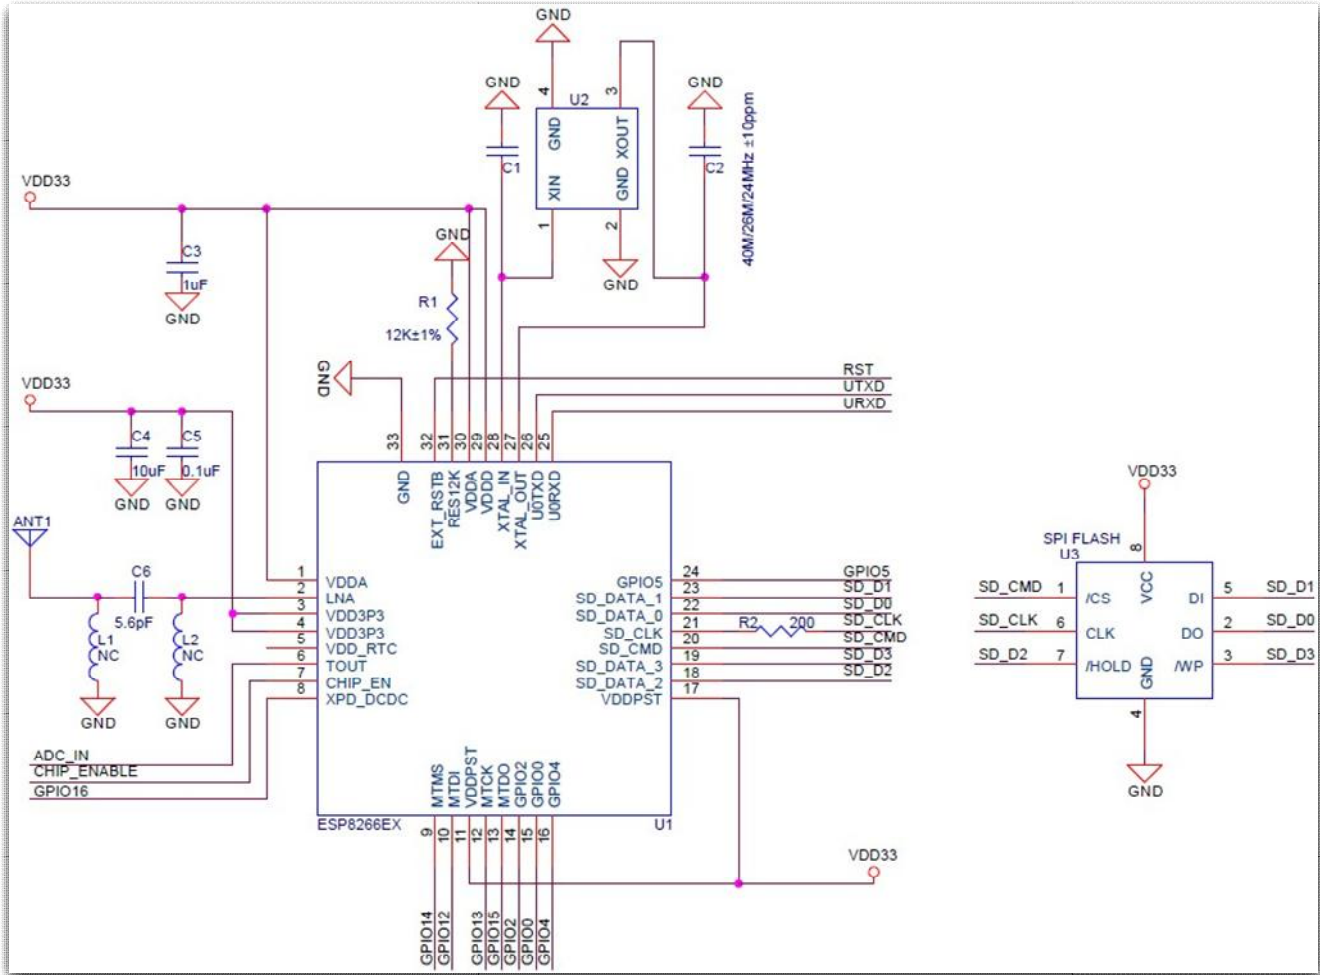 GND
4
3
GND
GND
U2
GND
XOUT
C1
C2
XIN
GND
40M/26M/24MHz ±10ppm
1
2
GND
VDD33
C3
1uF
GND
GND
R1
12K±1%
GND
RST
UTXD
URXD
VDD33
C4
C5
10uF
0.1uF
GND
GND
33
32
31
30
29
28
27
26
25
GND
EXT_RSTB
RES12K
VDDA
VDDD
XTAL_IN
XTAL_OUT
U0TXD
U0RXD
ANT1
C6
5.6pF
L1
NC
L2
NC
GND
GND
1 VDDA
2 LNA
3 VDD3P3
4 VDD3P3
5 VDD_RTC
6 TOUT
7 CHIP_EN
8 XPD_DCDC
GPIO5 24 GPIO5
SD_DATA_1 23 SD_D1
SD_DATA_0 22 SD_D0
SD_CLK 21 R2 200 SD_CLK
SD_CMD 20 SD_CMD
SD_DATA_3 19 SD_D3
SD_DATA_2 18 SD_D2
VDDPST 17
ADC_IN
CHIP_ENABLE
GPIO16
MTMS
MTDI
VDDPST
MTCK
MTDO
GPIO2
GPIO0
GPIO4
ESP8266EX
U1
9
10
11
12
13
14
15
16
GPIO14
GPIO12
GPIO13
GPIO15
GPIO2
GPIO0
GPIO4
VDD33
VDD33
SPI FLASH
U3
8
VCC
SD_CMD 1 /CS
DI 5 SD_D1
SD_CLK 6 CLK
DO 2 SD_D0
SD_D2 7 /HOLD
/WP 3 SD_D3
GND
4
GND